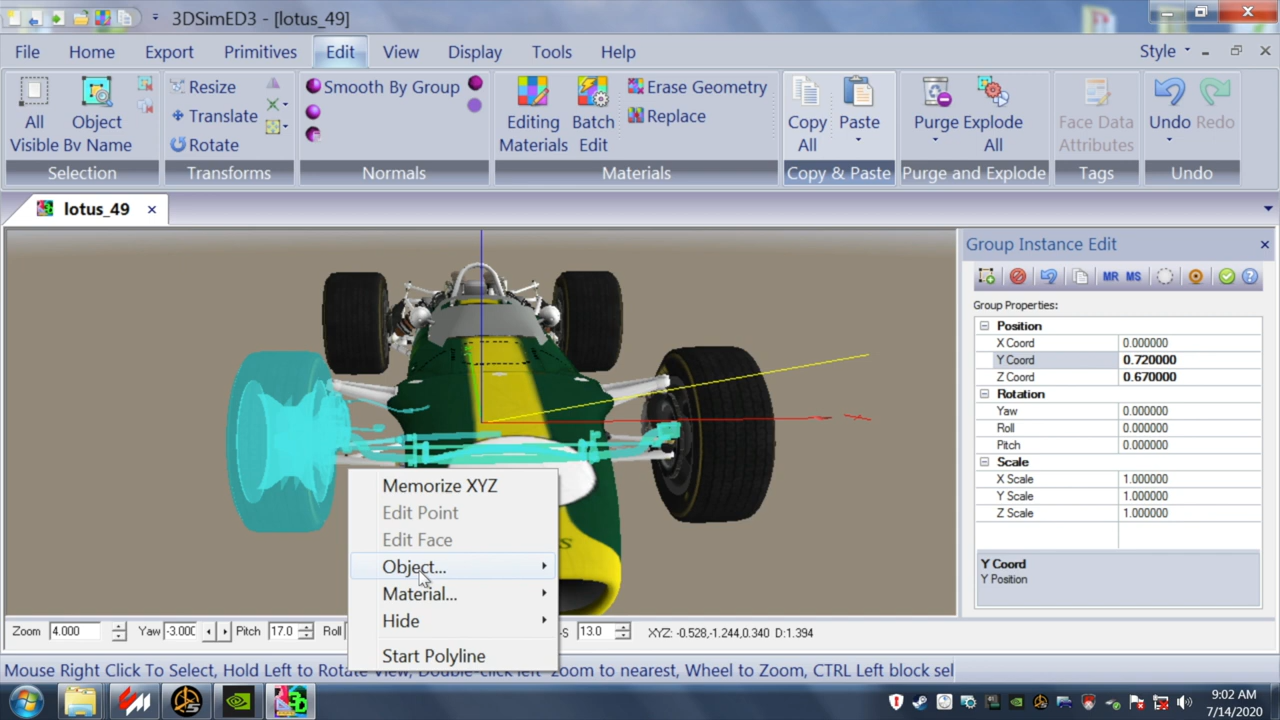 3DSimED3 - [lotus_49]
File Home Export Primitives Edit View Display Tools Help Style
All Visible
Object By Name
Resize
Translate
Rotate
Selection
Transforms
Smooth By Group
Normals
Editing Materials
Batch Edit
Erase Geometry
Replace
Materials
Copy All
Paste
Copy & Paste
Purge
Explode All
Purge and Explode
Face Data Attributes
Tags
Undo
Redo
Undo
lotus_49
Group Instance Edit
MR MS
Group Properties:
Position
X Coord 0.000000
Y Coord 0.720000
Z Coord 0.670000
Rotation
Yaw 0.000000
Roll 0.000000
Pitch 0.000000
Scale
X Scale 1.000000
Y Scale 1.000000
Z Scale 1.000000
Y Coord
Y Position
Memorize XYZ
Edit Point
Edit Face
Object...
Material...
Hide
Start Polyline
Zoom 4.000 Yaw -3.000 Pitch 17.0 Roll -S 13.0 XYZ: -0.528,-1.244,0.340 D:1.394
Mouse Right Click To Select, Hold Left to Rotate View, Double-click left zoom to nearest, Wheel to Zoom, CTRL Left block sel
9:02 AM
7/14/2020